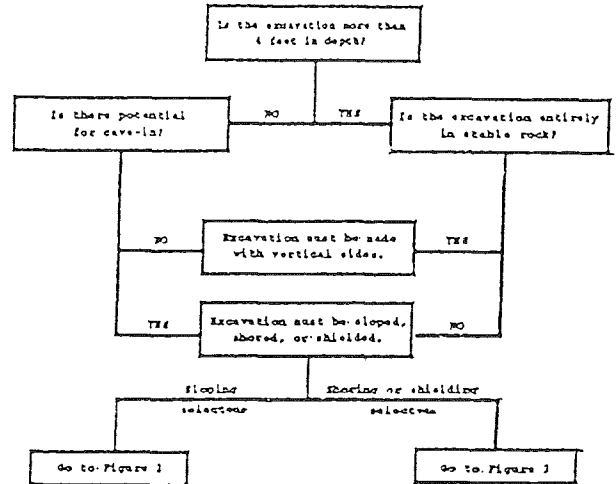 Is the excavation more than
4 feet in depth?
NO
YES
Is there potential
for cave-in?
Is the excavation entirely
in stable rock?
NO
Excavation must be made
with vertical sides.
YES
YES
Excavation must be sloped,
shored, or shielded.
NO
Sloping
selected
Shoring or shielding
selected
Go to Figure
Go to Figure